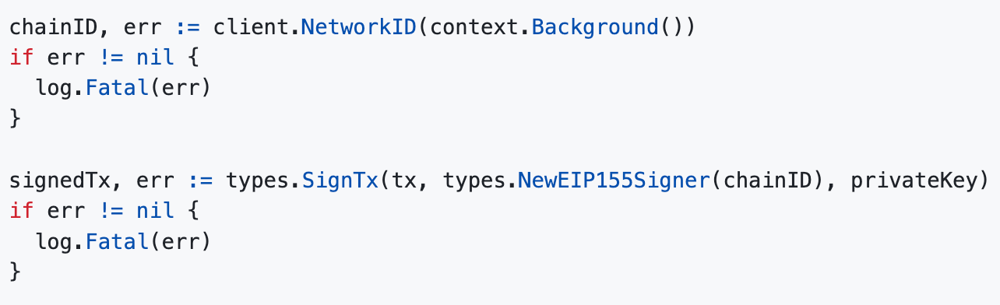 chainID, err := client.NetworkID(context.Background())
if err != nil {
  log.Fatal(err)
}

signedTx, err := types.SignTx(tx, types.NewEIP155Signer(chainID), privateKey)
if err != nil {
  log.Fatal(err)
}